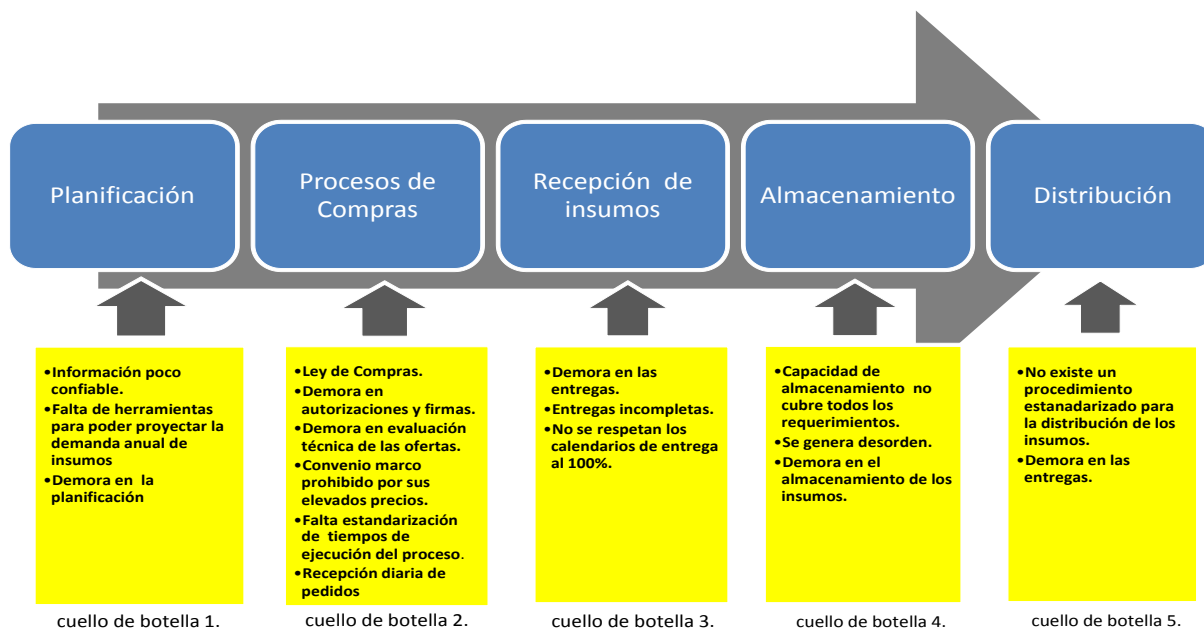 Planificación
Procesos de
Compras
Recepción de
insumos
Almacenamiento
Distribución
•Información poco
confiable.
•Falta de herramientas
para poder proyectar la
demanda anual de
insumos
•Demora en la
planificación
•Ley de Compras.
•Demora en
autorizaciones y firmas.
•Demora en evaluación
técnica de las ofertas.
•Convenio marco
prohibido por sus
elevados precios.
•Falta estandarización
de tiempos de
ejecución del proceso.
•Recepción diaria de
pedidos
•Demora en las
entregas.
•Entregas incompletas.
•No se respetan los
calendarios de entrega
al 100%.
•Capacidad de
almacenamiento no
cubre todos los
requerimientos.
•Se genera desorden.
•Demora en el
almacenamiento de los
insumos.
•No existe un
procedimiento
estanadarizado para
la distribución de los
insumos.
•Demora en las
entregas.
cuello de botella 1.
cuello de botella 2.
cuello de botella 3.
cuello de botella 4.
cuello de botella 5.